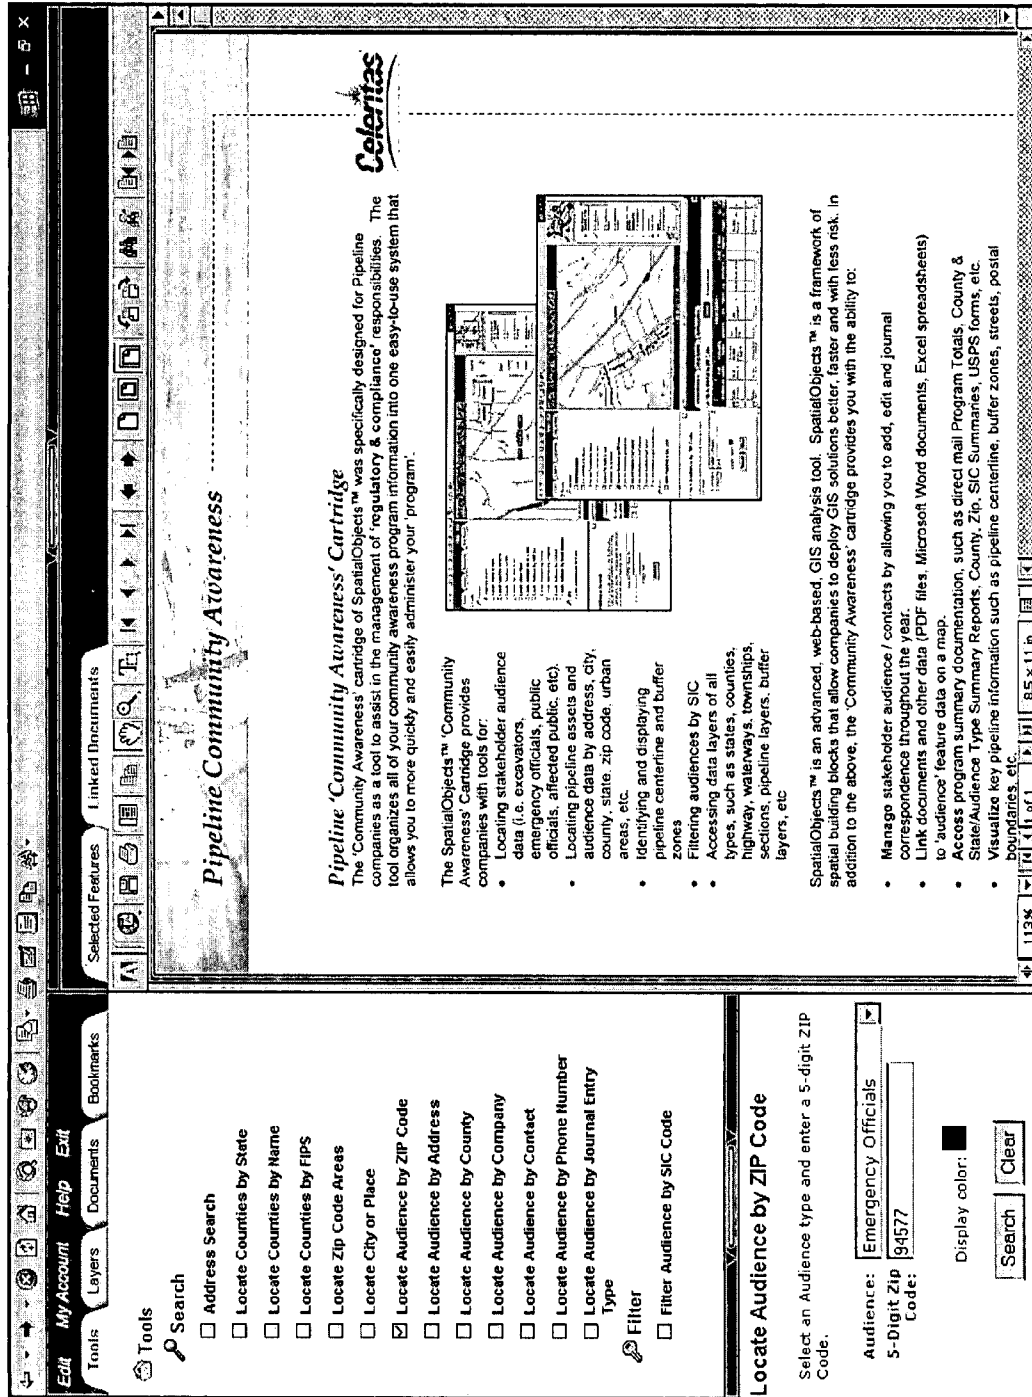 Edit My Account Help Exit
Tools Layers Documents Bookmarks
Tools
Search
Address Search
Locate Counties by State
Locate Counties by Name
Locate Counties by FIPS
Locate Zip Code Areas
Locate City or Place
Locate Audience by ZIP Code
Locate Audience by Address
Locate Audience by County
Locate Audience by Company
Locate Audience by Contact
Locate Audience by Phone Number
Locate Audience by Journal Entry
Type
Filter
Filter Audience by SIC Code
Locate Audience by ZIP Code
Select an Audience type and enter a 5-digit ZIP
Code.
Audience: Emergency Officials
5-Digit Zip
Code: 94577
Display color:
Search Clear
Selected Features Linked Documents
Pipeline Community Awareness
Celeritas
Pipeline 'Community Awareness' Cartridge
The 'Community Awareness' cartridge of SpatialObjects™ was specifically designed for Pipeline
companies as a tool to assist in the management of 'regulatory & compliance' responsibilities. The
tool organizes all of your community awareness program information into one easy-to-use system that
allows you to more quickly and easily administer your 'program'.
The SpatialObjects™ 'Community
Awareness' Cartridge provides
companies with tools for:
• Locating stakeholder audience
data (i.e. excavators,
emergency officials, public
officials, affected public. etc).
• Locating pipeline assets and
audience data by address, city,
county, state. zip code. urban
areas, etc.
• Identifying and displaying
pipeline centerline and buffer
zones
• Filtering audiences by SIC
• Accessing data layers of all
types, such as states, counties,
highway, waterways, townships,
sections, pipeline layers, buffer
layers, etc
SpatialObjects™ is an advanced, web-based, GIS analysis tool. SpatialObjects™ is a framework of
spatial building blocks that allow companies to deploy GIS solutions better, faster and with less risk. In
addition to the above, the 'Community Awareness' cartridge provides you with the ability to:
• Manage stakeholder audience / contacts by allowing you to add, edit and journal
correspondence throughout the year.
• Link documents and other data (PDF files, Microsoft Word documents, Excel spreadsheets)
to 'audience' feature data on a map.
• Access program summary documentation, such as direct mail Program Totals, County &
State/Audience Type Summary Reports, County, Zip, SIC Summaries, USPS forms, etc.
• Visualize key pipeline information such as pipeline centerline, buffer zones, streets, postal
boundaries, etc.
113% 1 of 1 8.5 x 11 in